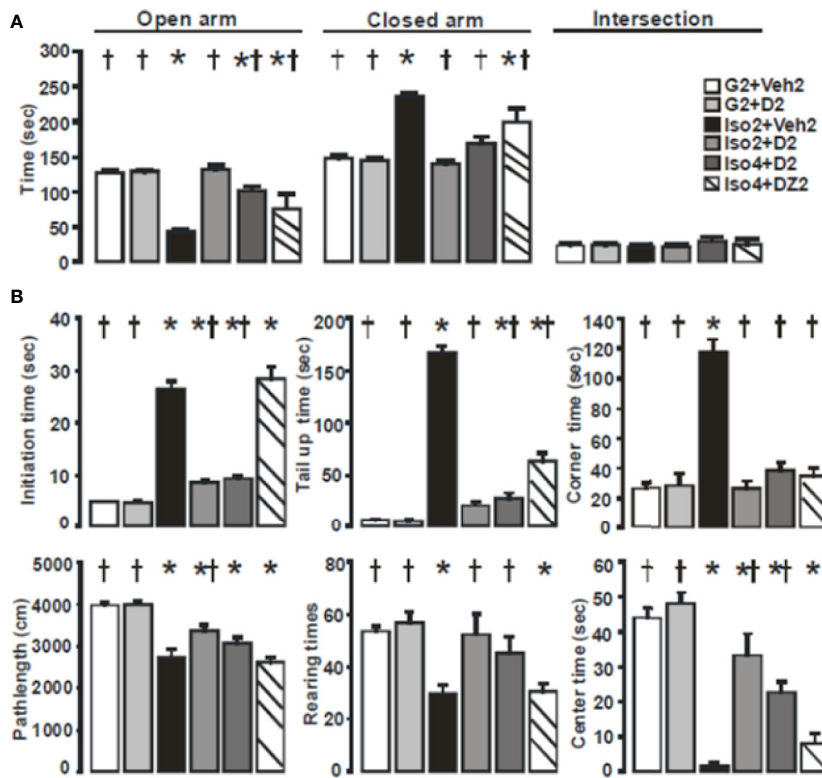 A
Open arm Closed arm Intersection
† † * † *† *†
† † * † † *†
Time (sec)
300
250
200
150
100
50
0
G2+Veh2
G2+D2
Iso2+Veh2
Iso2+D2
Iso4+D2
Iso4+DZ2
B
Initiation time (sec)
40
30
20
10
0
† † * *† *† *
Tail up time (sec)
200
150
100
50
0
† † * † *† *†
Corner time (sec)
140
120
100
80
60
40
20
0
† † * † † †
Pathlength (cm)
5000
4000
3000
2000
1000
0
† † * *† * *
Rearing times
80
60
40
20
0
† † * † † *
Center time (sec)
60
50
40
30
20
10
0
† † * *† *† *